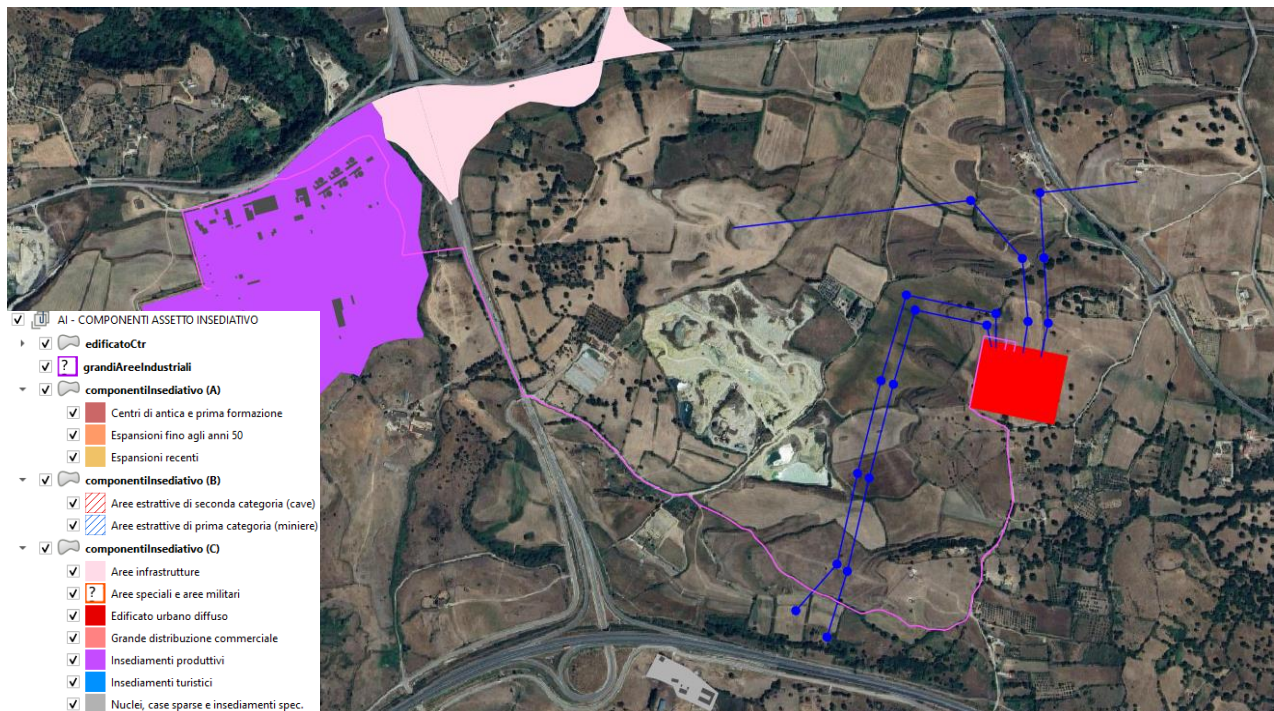 AI - COMPONENTI ASSETTO INSEDIATIVO
edificatoCtr
? grandiAreeIndustriali
componentiInsediativo (A)
Centri di antica e prima formazione
Espansioni fino agli anni 50
Espansioni recenti
componentiInsediativo (B)
Aree estrattive di seconda categoria (cave)
Aree estrattive di prima categoria (miniere)
componentiInsediativo (C)
Aree infrastrutture
? Aree speciali e aree militari
Edificato urbano diffuso
Grande distribuzione commerciale
Insediamenti produttivi
Insediamenti turistici
Nuclei, case sparse e insediamenti spec.